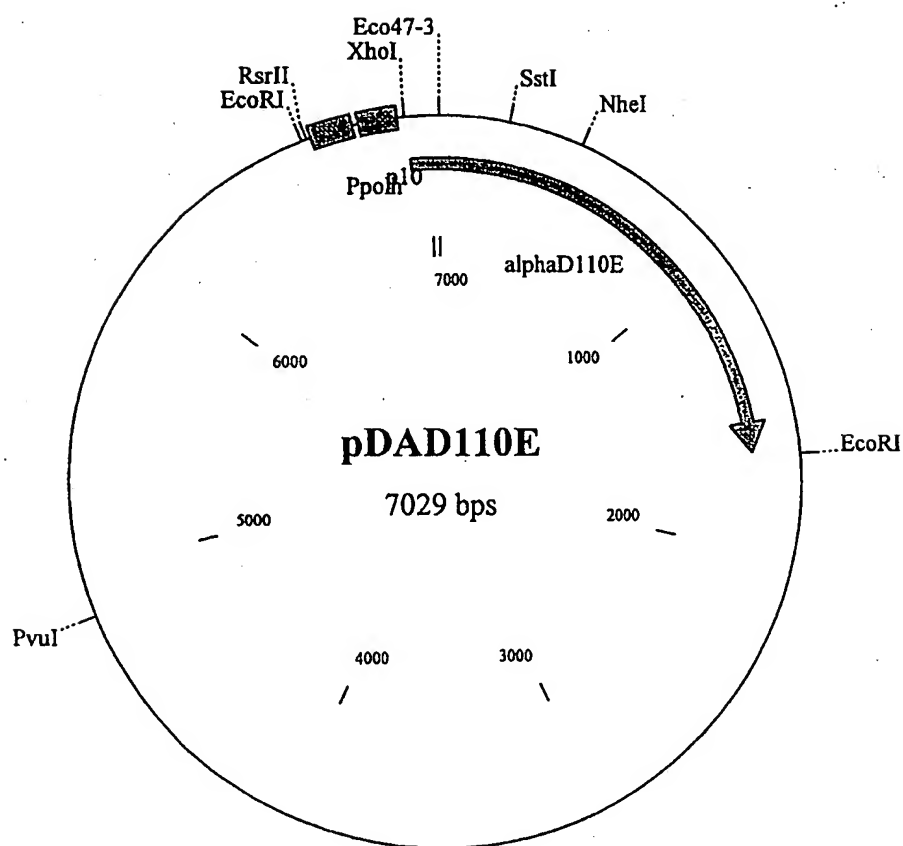 Eco47-3
XhoI
RsrII
SstI
EcoRI
NheI
p10
Ppolh
alphaD110E
7000
6000
1000
pDAD110E
EcoRI
7029 bps
5000
2000
PvuI
4000
3000